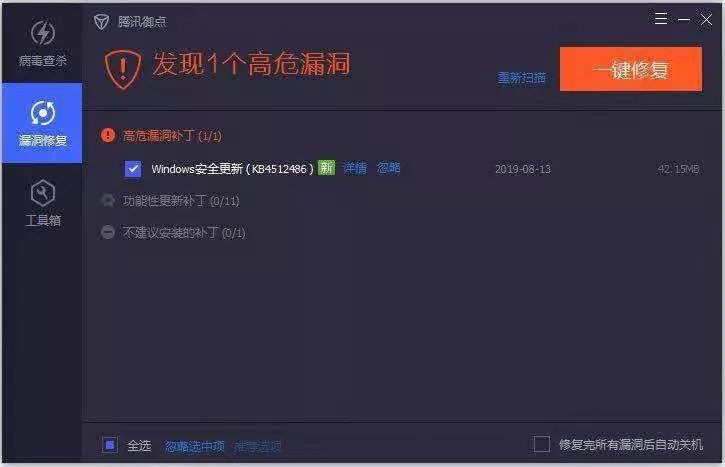 腾讯御点
病毒查杀
漏洞修复
工具箱
发现1个高危漏洞
重新扫描
一键修复
高危漏洞补丁 (1/1)
Windows安全更新 ( KB4512486 ) 新 详情 忽略 2019-08-13 42.15MB
功能性更新补丁 (0/11)
不建议安装的补丁 (0/1)
全选 忽略选中项 推荐选项 修复完所有漏洞后自动关机